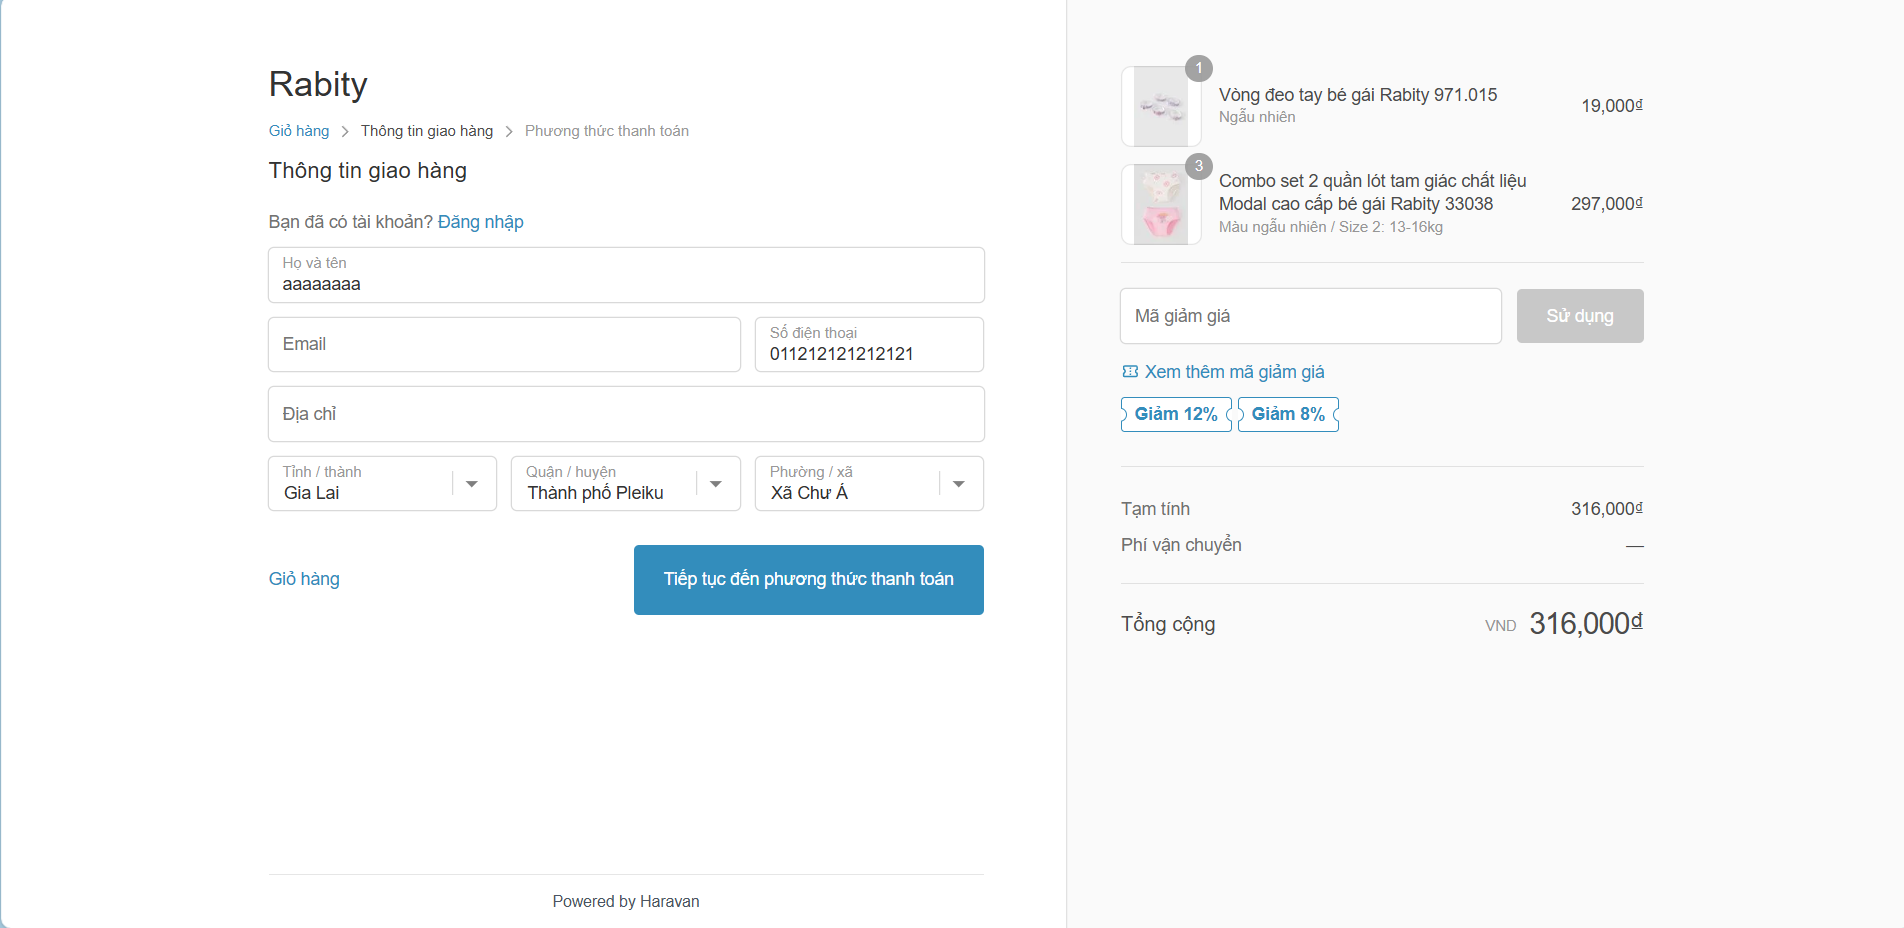 Rabity
Giỏ hàng > Thông tin giao hàng > Phương thức thanh toán
Thông tin giao hàng
Bạn đã có tài khoản? Đăng nhập
Họ và tên
aaaaaaaa
Email
Số điện thoại
011212121212121
Địa chỉ
Tỉnh / thành
Gia Lai
Quận / huyện
Thành phố Pleiku
Phường / xã
Xã Chư Á
Giỏ hàng
Tiếp tục đến phương thức thanh toán
Powered by Haravan
1
Vòng đeo tay bé gái Rabity 971.015
Ngẫu nhiên
19,000₫
3
Combo set 2 quần lót tam giác chất liệu
Modal cao cấp bé gái Rabity 33038
Màu ngẫu nhiên / Size 2: 13-16kg
297,000₫
Mã giảm giá
Sử dụng
Xem thêm mã giảm giá
Giảm 12%
Giảm 8%
Tạm tính 316,000₫
Phí vận chuyển —
Tổng cộng VND 316,000₫